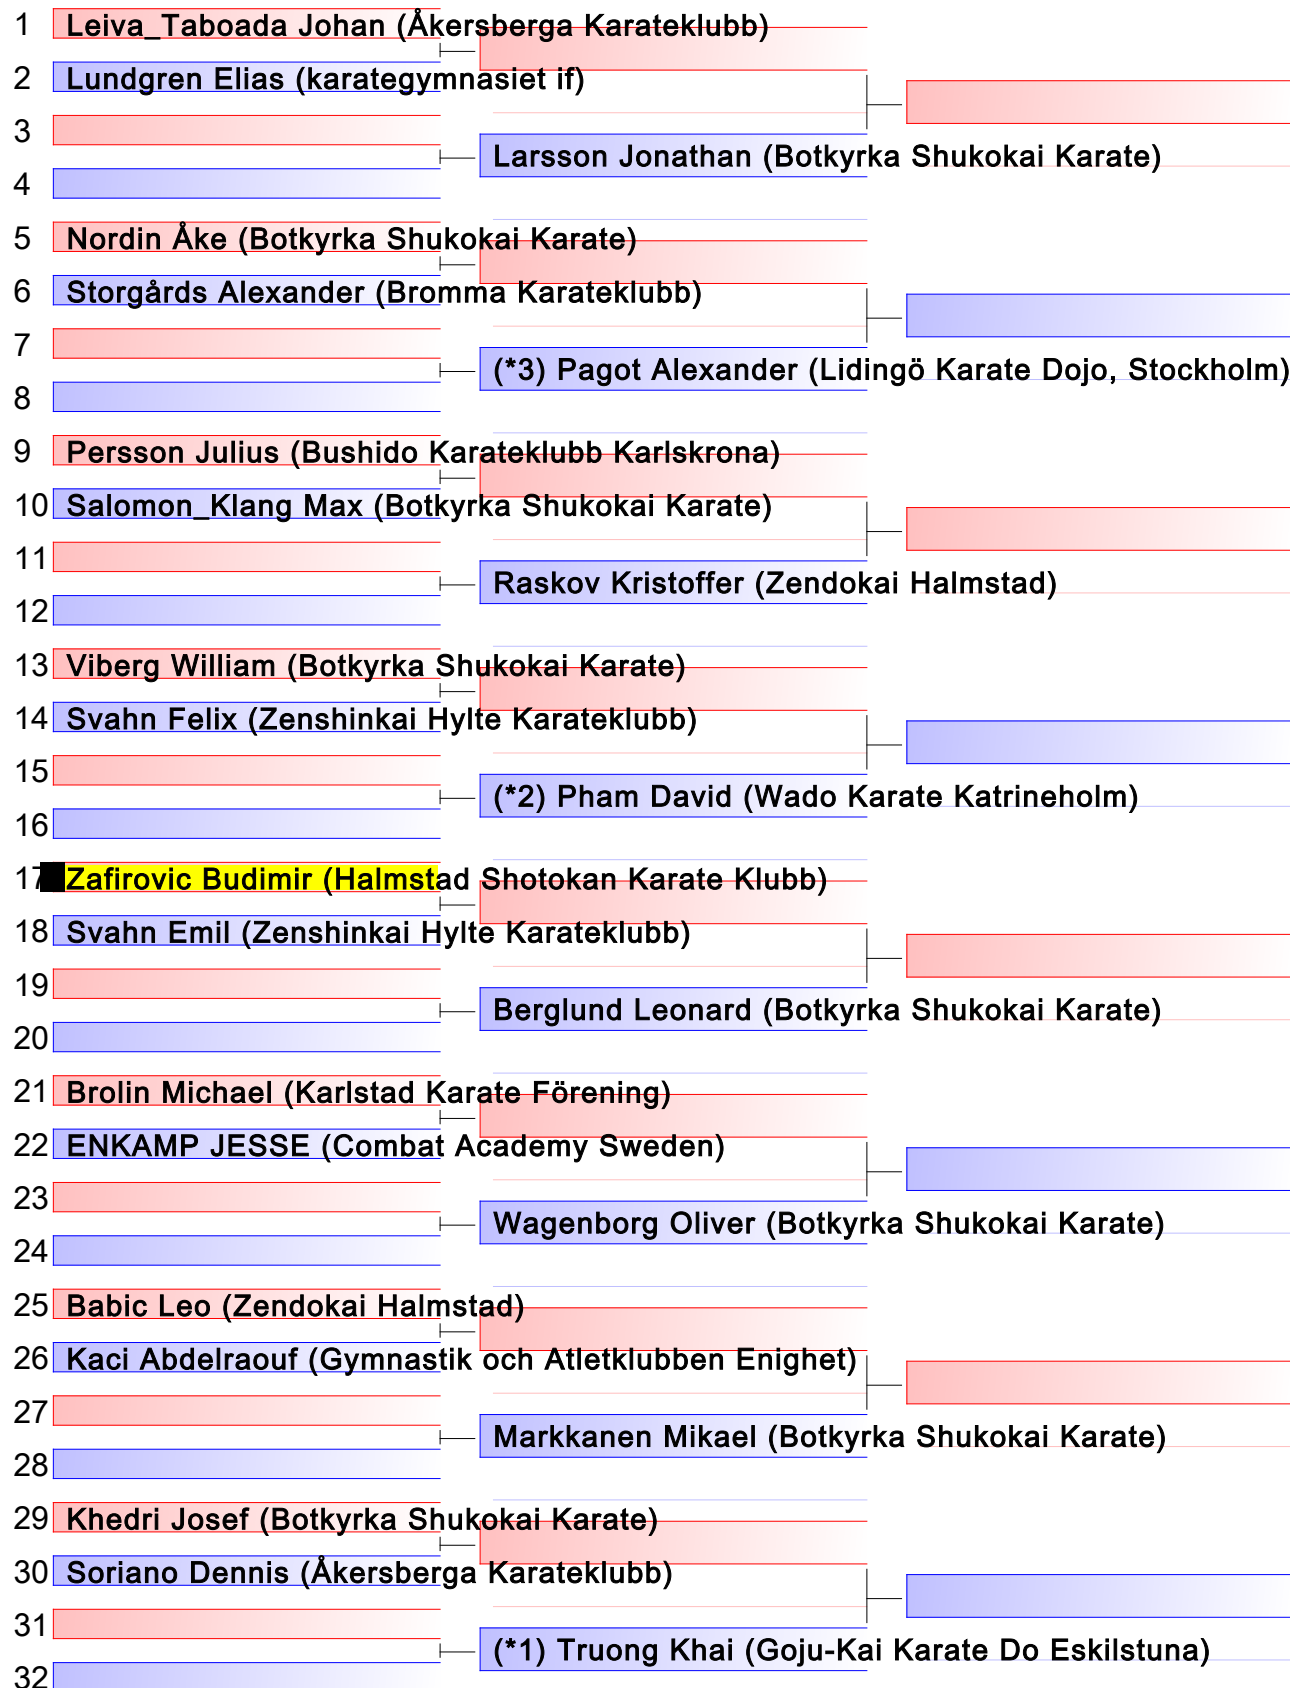 1 Leiva_Taboada Johan (Åkersberga Karateklubb)
2 Lundgren Elias (karategymnasiet if)
3
Larsson Jonathan (Botkyrka Shukokai Karate)
4
5 Nordin Åke (Botkyrka Shukokai Karate)
6 Storgårds Alexander (Bromma Karateklubb)
7
(*3) Pagot Alexander (Lidingö Karate Dojo, Stockholm)
8
9 Persson Julius (Bushido Karateklubb Karlskrona)
10 Salomon_Klang Max (Botkyrka Shukokai Karate)
11
Raskov Kristoffer (Zendokai Halmstad)
12
13 Viberg William (Botkyrka Shukokai Karate)
14 Svahn Felix (Zenshinkai Hylte Karateklubb)
15
(*2) Pham David (Wado Karate Katrineholm)
16
17 Zafirovic Budimir (Halmstad Shotokan Karate Klubb)
18 Svahn Emil (Zenshinkai Hylte Karateklubb)
19
Berglund Leonard (Botkyrka Shukokai Karate)
20
21 Brolin Michael (Karlstad Karate Förening)
22 ENKAMP JESSE (Combat Academy Sweden)
23
Wagenborg Oliver (Botkyrka Shukokai Karate)
24
25 Babic Leo (Zendokai Halmstad)
26 Kaci Abdelraouf (Gymnastik och Atletklubben Enighet)
27
Markkanen Mikael (Botkyrka Shukokai Karate)
28
29 Khedri Josef (Botkyrka Shukokai Karate)
30 Soriano Dennis (Åkersberga Karateklubb)
31
(*1) Truong Khai (Goju-Kai Karate Do Eskilstuna)
32